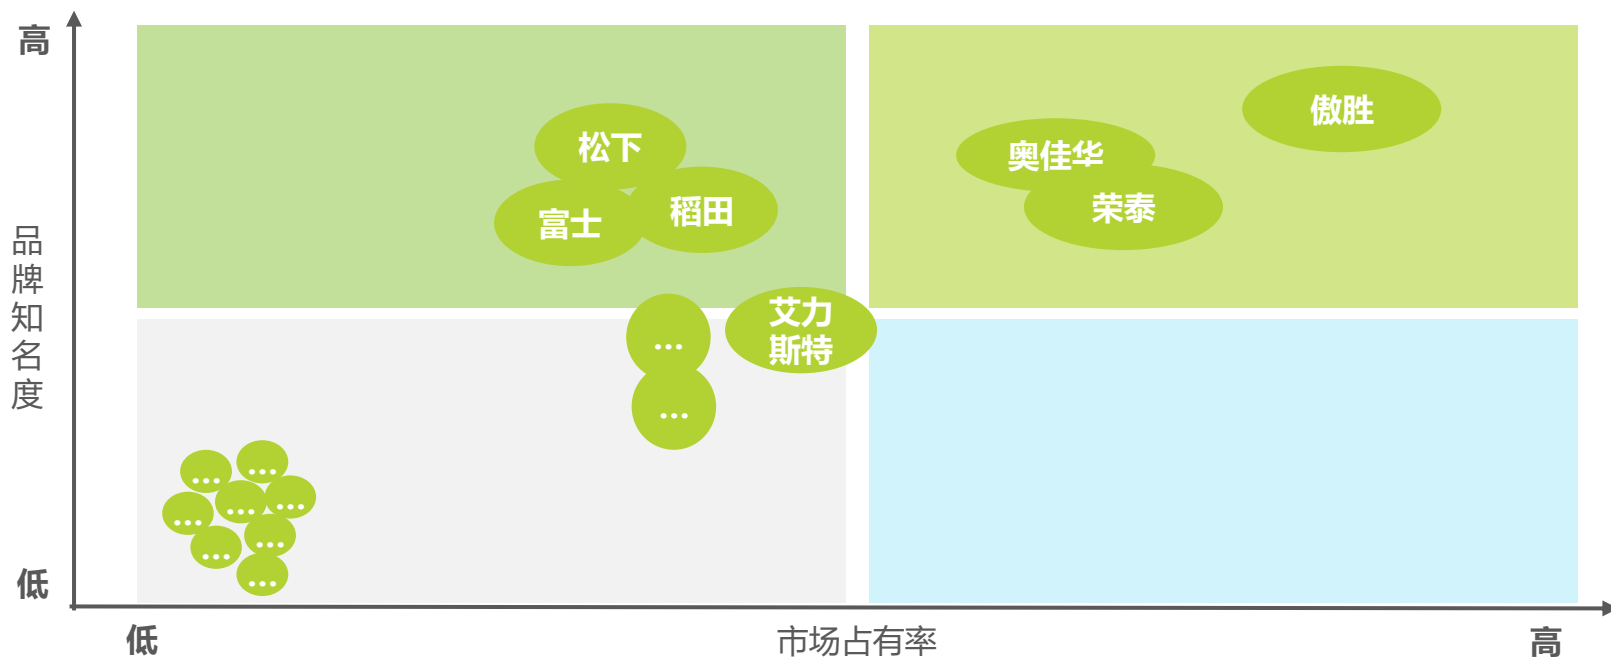 高
傲胜
松下
奥佳华
荣泰
稻田
富士
品
牌
知
名
度
艾力
斯特
...
...
...
...
...
...
...
...
...
...
低
低
市场占有率
高